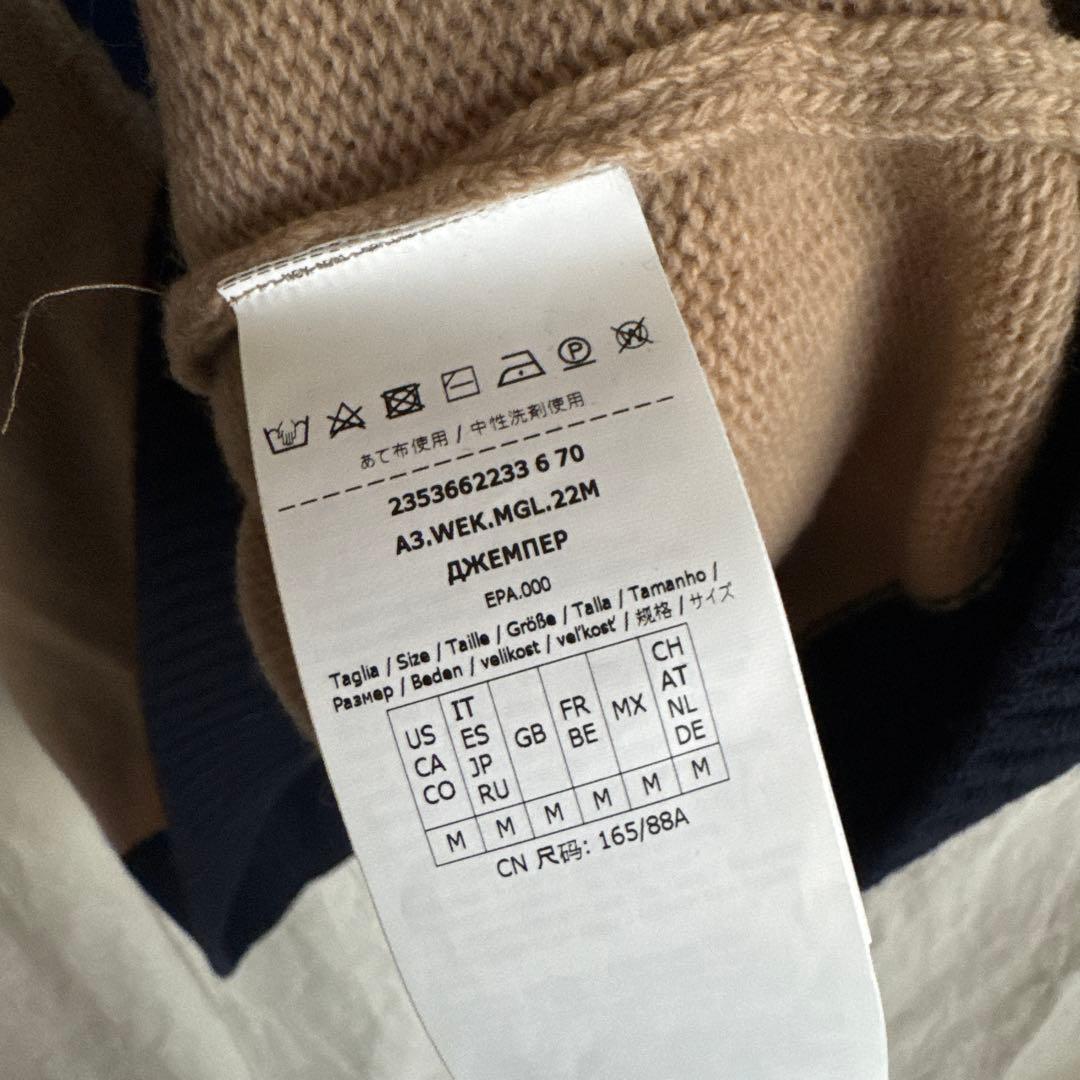 あて布使用 / 中性洗剤使用
2353662233 6 70
A3.WEK.MGL.22M
ДЖЕМПЕР
EPA.000
Taglia / Size / Taille / Größe / Talla / Tamanho /
Размер / Beden / velikost / veľkosť / 规格 / サイズ
US CA CO
IT ES JP RU
GB
FR BE
MX
CH AT NL DE
M M M M M M
CN 尺码: 165/88A